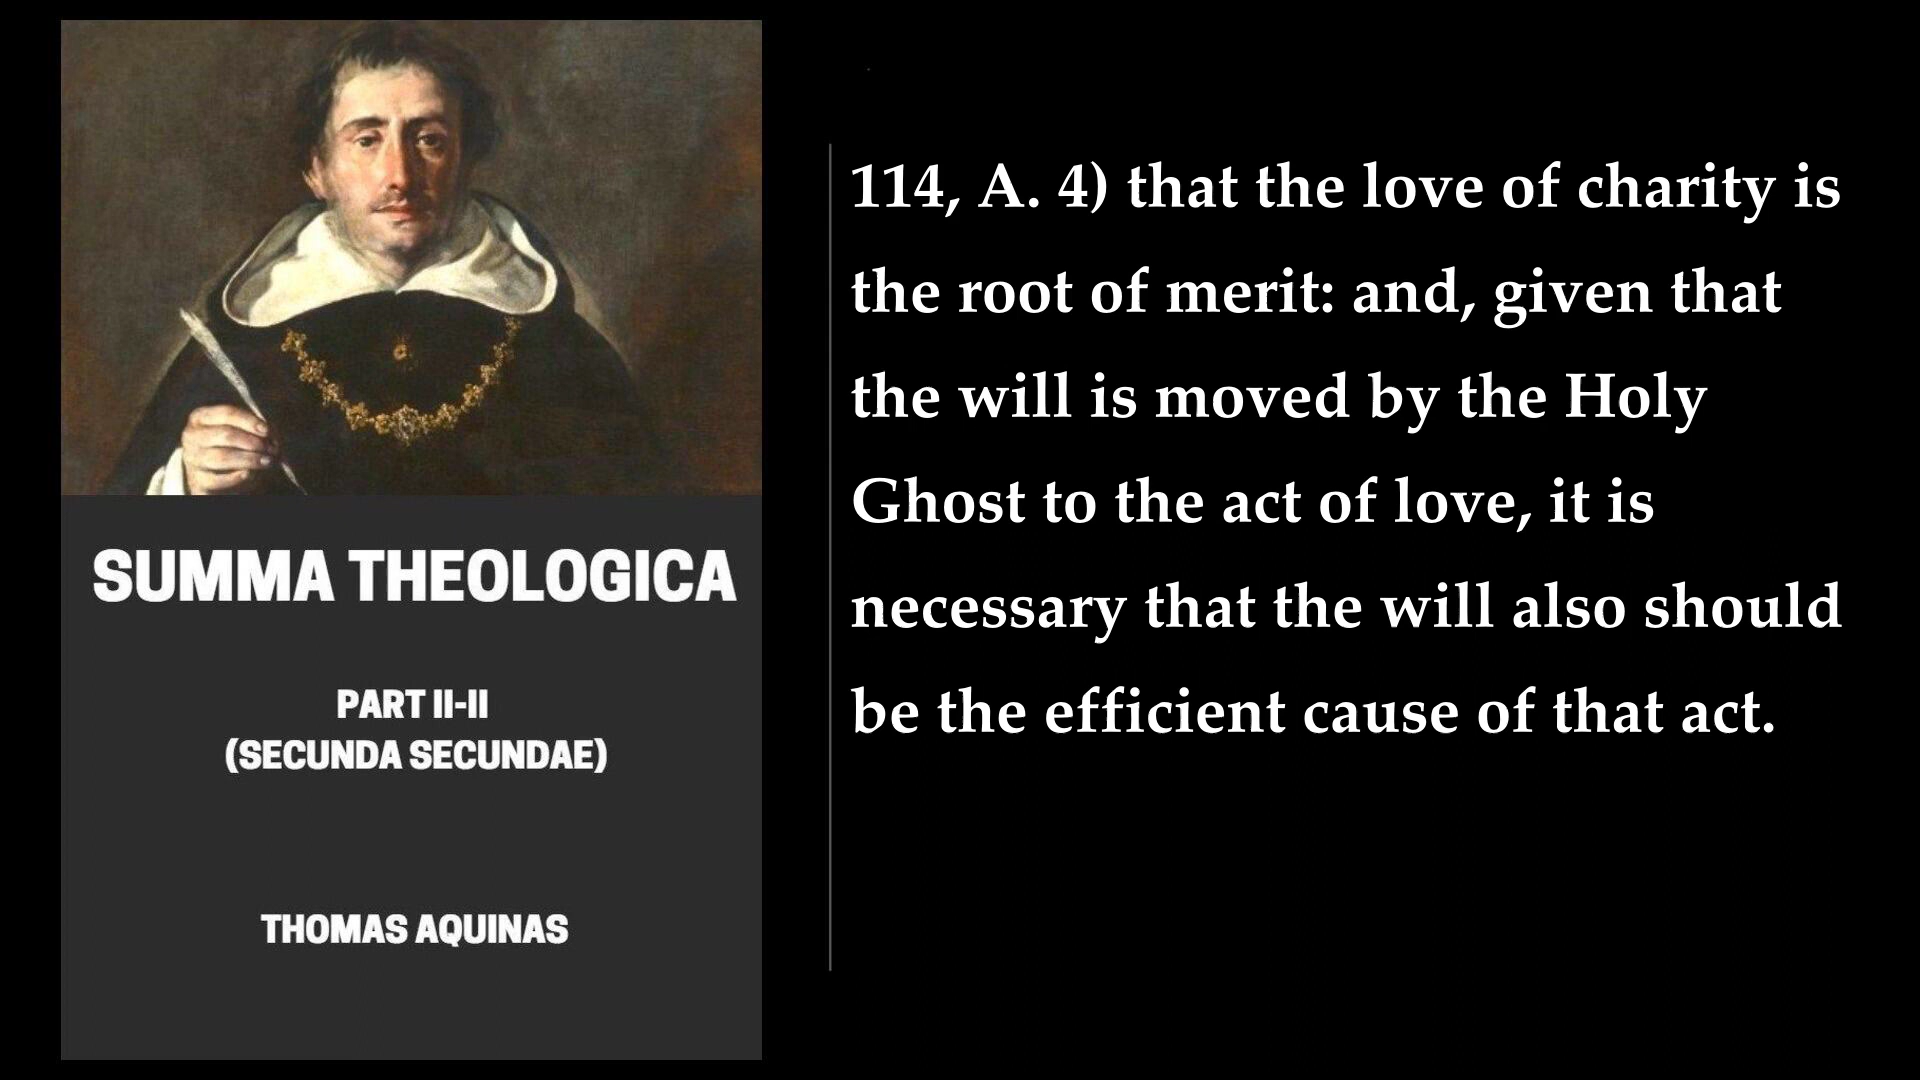 SUMMA THEOLOGICA
PART II-II
(SECUNDA SECUNDAE)
THOMAS AQUINAS
114, A. 4) that the love of charity is
the root of merit: and, given that
the will is moved by the Holy
Ghost to the act of love, it is
necessary that the will also should
be the efficient cause of that act.